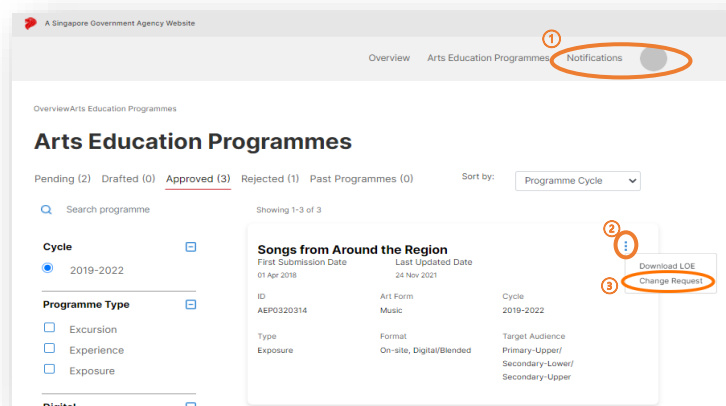 A Singapore Government Agency Website
①
Overview Arts Education Programmes Notifications
OverviewArts Education Programmes
Arts Education Programmes
Pending (2) Drafted (0) Approved (3) Rejected (1) Past Programmes (0) Sort by: Programme Cycle
Search programme Showing 1-3 of 3
②
Cycle
2019-2022
Programme Type
Excursion
Experience
Exposure
Digital
Songs from Around the Region
First Submission Date Last Updated Date
01 Apr 2018 24 Nov 2021
ID Art Form Cycle
AEP0320314 Music 2019-2022
Type Format Target Audience
Exposure On-site, Digital/Blended Primary-Upper/
Secondary-Lower/
Secondary-Upper
Download LOE
③ Change Request